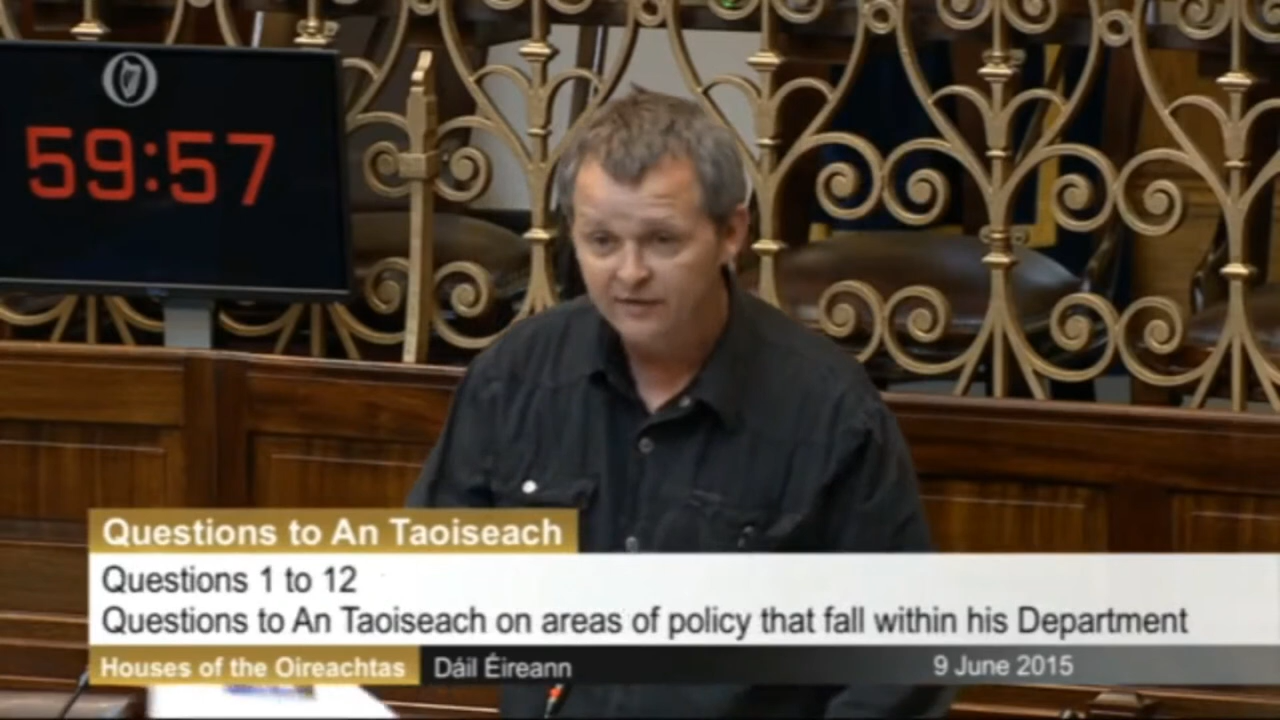 59:57
Questions to An Taoiseach
Questions 1 to 12
Questions to An Taoiseach on areas of policy that fall within his Department
Houses of the Oireachtas Dáil Éireann 9 June 2015